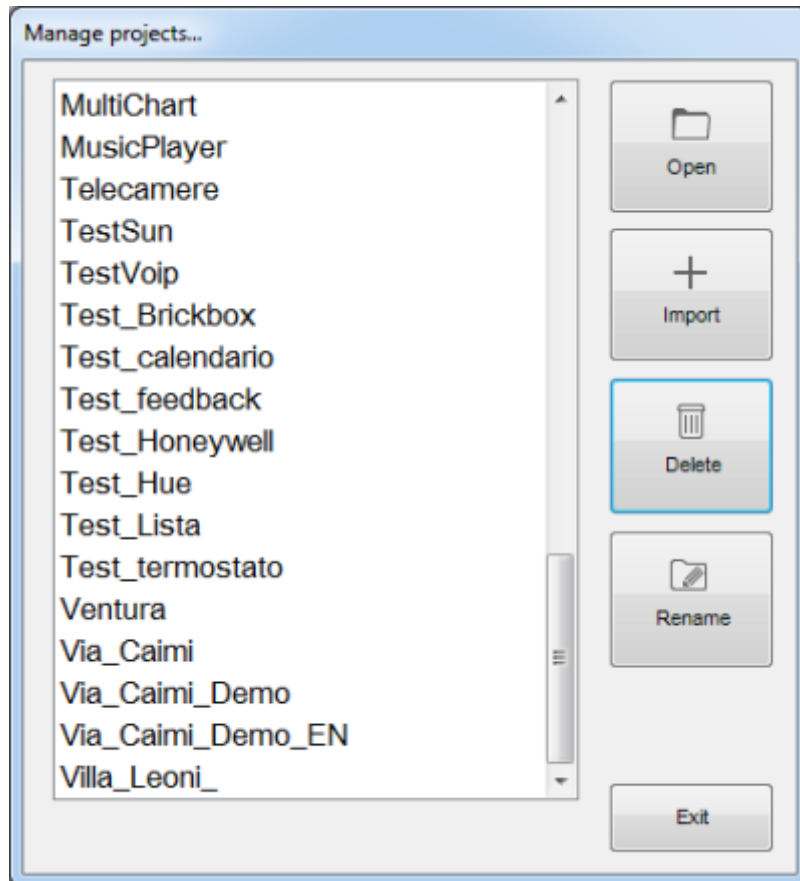 Manage projects...
MultiChart
MusicPlayer
Telecamere
TestSun
TestVoip
Test_Brickbox
Test_calendario
Test_feedback
Test_Honeywell
Test_Hue
Test_Lista
Test_termostato
Ventura
Via_Caimi
Via_Caimi_Demo
Via_Caimi_Demo_EN
Villa_Leoni_
Open
Import
Delete
Rename
Exit